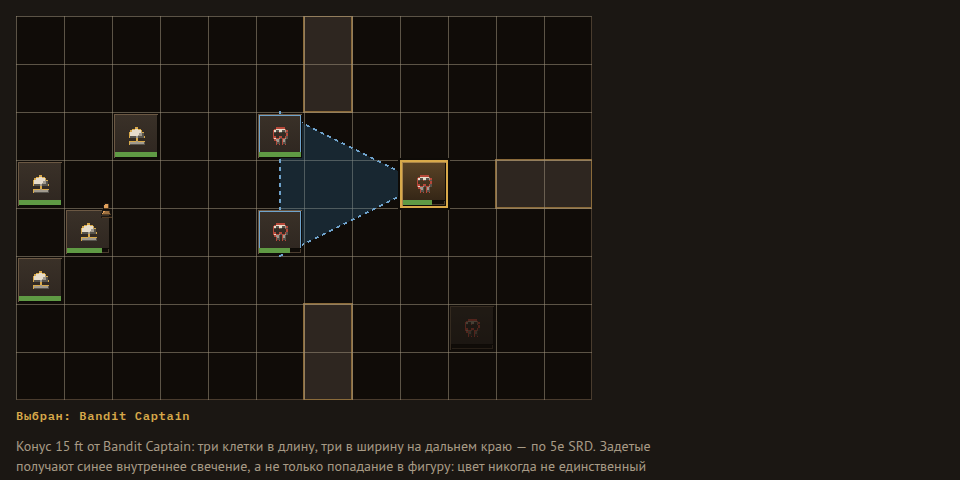 Выбран: Bandit Captain
Конус 15 ft от Bandit Captain: три клетки в длину, три в ширину на дальнем краю — по 5e SRD. Задетые
получают синее внутреннее свечение, а не только попадание в фигуру: цвет никогда не единственный